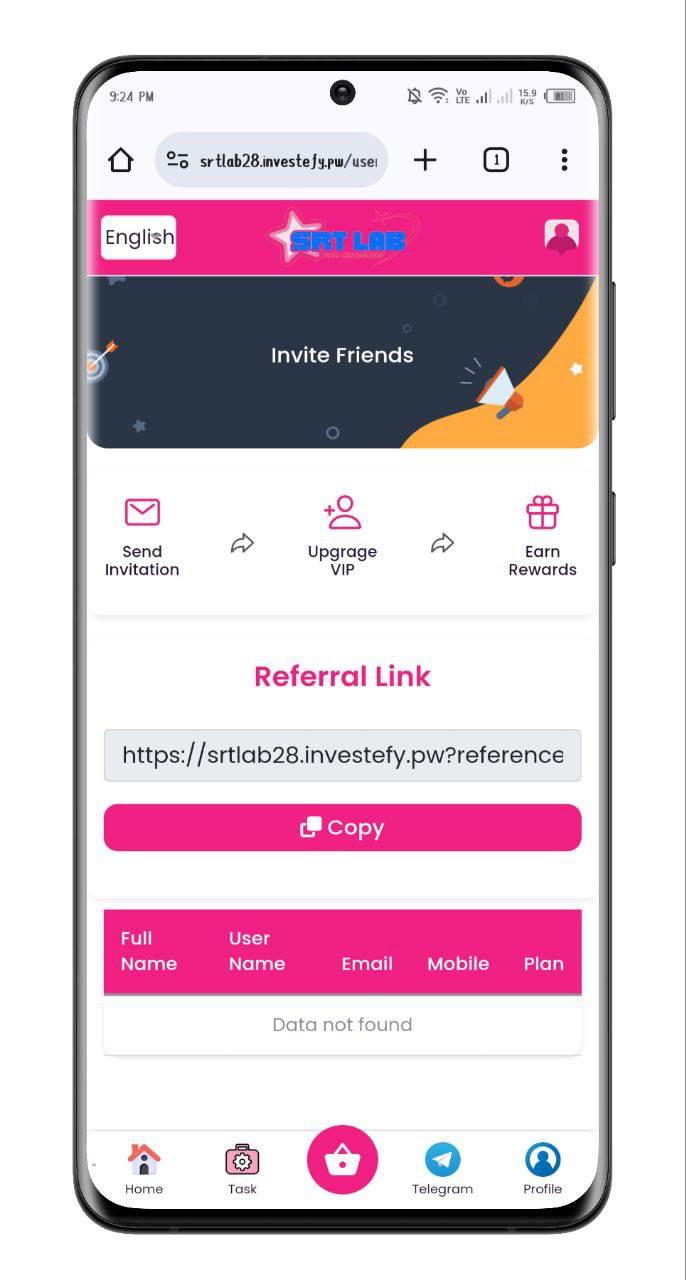 9:24 PM
Vo
LTE
15.9
K/S
81
srtlab28.investefy.pw/user
1
English
SRT LAB
Invite Friends
Send
Invitation
Upgrage
VIP
Earn
Rewards
Referral Link
https://srtlab28.investefy.pw?reference
Copy
Full
Name
User
Name
Email
Mobile
Plan
Data not found
Home
Task
Telegram
Profile